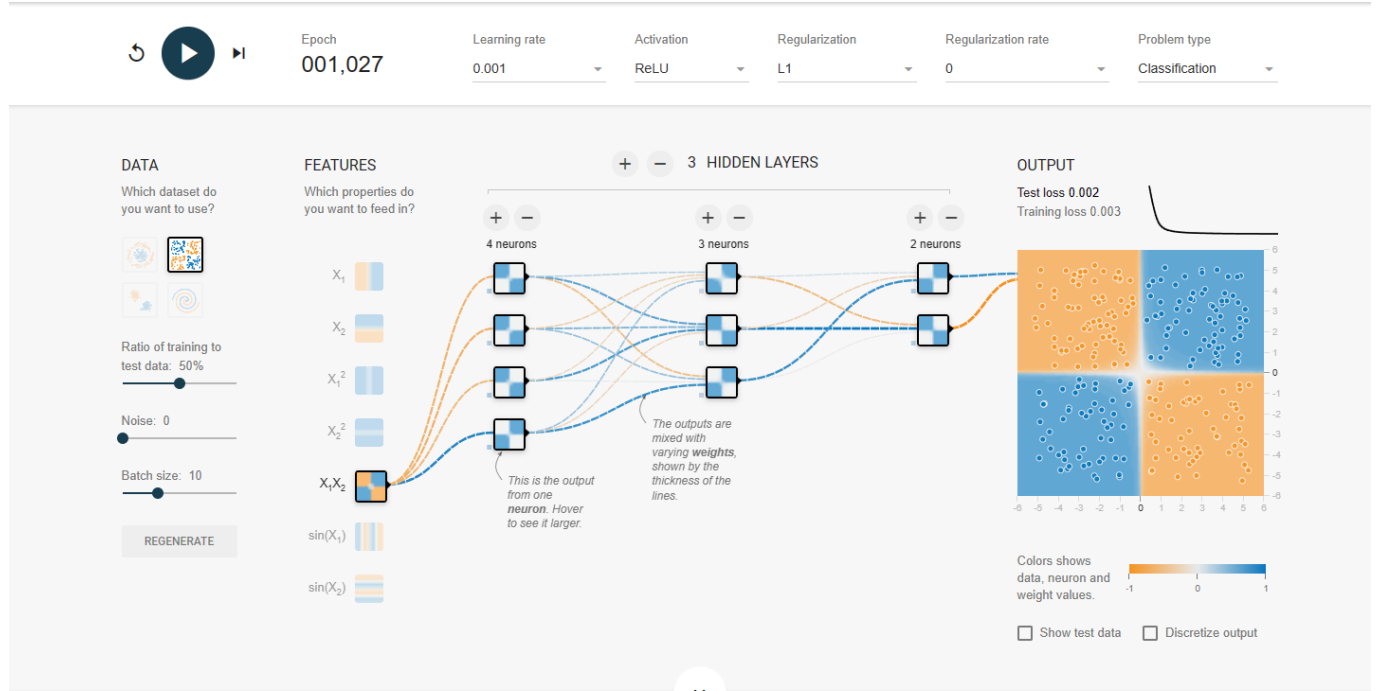 Epoch
001,027
Learning rate
0.001
Activation
ReLU
Regularization
L1
Regularization rate
0
Problem type
Classification
DATA
Which dataset do
you want to use?
Ratio of training to
test data: 50%
Noise: 0
Batch size: 10
REGENERATE
FEATURES
Which properties do
you want to feed in?
X₁
X₂
X₁²
X₂²
X₁X₂
sin(X₁)
sin(X₂)
+ − 3 HIDDEN LAYERS
+ −
4 neurons
+ −
3 neurons
+ −
2 neurons
This is the output
from one
neuron. Hover
to see it larger.
The outputs are
mixed with
varying weights,
shown by the
thickness of the
lines.
OUTPUT
Test loss 0.002
Training loss 0.003
6
5
4
3
2
1
0
-1
-2
-3
-4
-5
-6
-6 -5 -4 -3 -2 -1 0 1 2 3 4 5 6
Colors shows
data, neuron and
weight values.
-1 0 1
Show test data
Discretize output